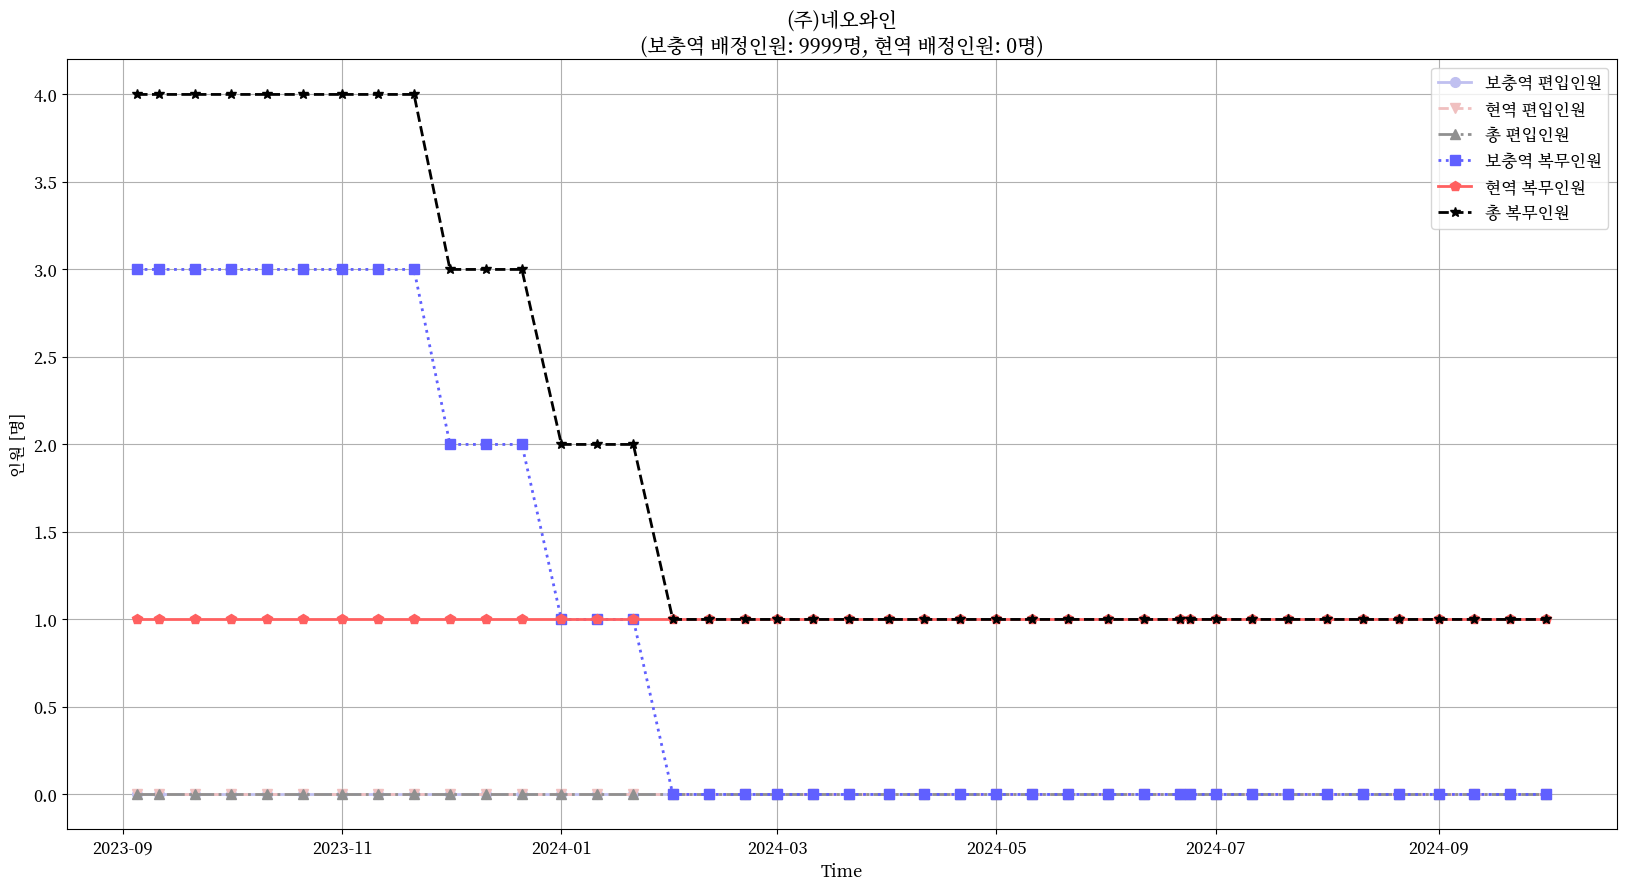 (주)네오와인
(보충역 배정인원: 9999명, 현역 배정인원: 0명)
보충역 편입인원
현역 편입인원
총 편입인원
보충역 복무인원
현역 복무인원
총 복무인원
인원 [명]
4.0
3.5
3.0
2.5
2.0
1.5
1.0
0.5
0.0
2023-09
2023-11
2024-01
2024-03
2024-05
2024-07
2024-09
Time